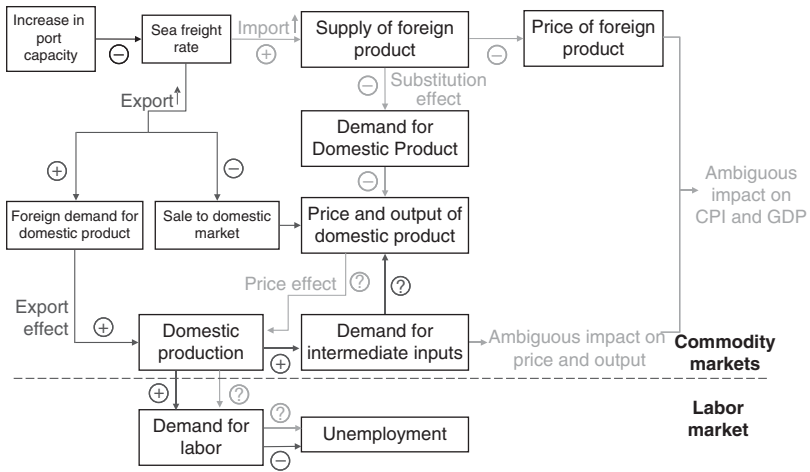 Increase in
port
capacity
−
Sea freight
rate
Import↑
+
Supply of foreign
product
−
Price of foreign
product
Export↑
−
Substitution
effect
Demand for
Domestic Product
+
−
−
Ambiguous
impact on
CPI and GDP
Foreign demand for
domestic product
Sale to domestic
market
Price and output of
domestic product
Price effect
?
?
Export
effect
+
Domestic
production
+
Demand for
intermediate inputs
Ambiguous impact on
price and output
Commodity
markets
+
?
Labor
market
Demand for
labor
?
−
Unemployment